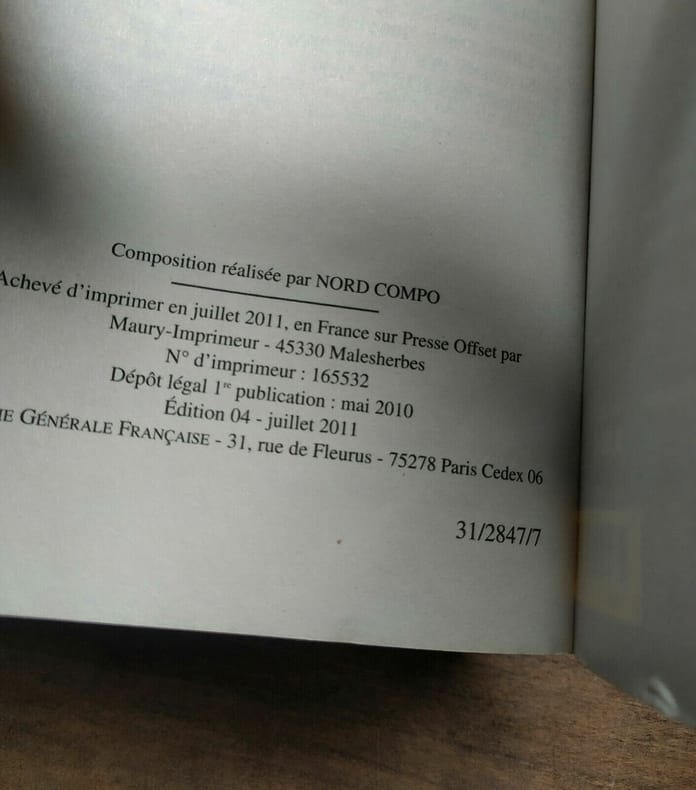 Composition réalisée par NORD COMPO
Achevé d'imprimer en juillet 2011, en France sur Presse Offset par
Maury-Imprimeur - 45330 Malesherbes
N° d'imprimeur : 165532
Dépôt légal 1re publication : mai 2010
Édition 04 - juillet 2011
IE GÉNÉRALE FRANÇAISE - 31, rue de Fleurus - 75278 Paris Cedex 06
31/2847/7